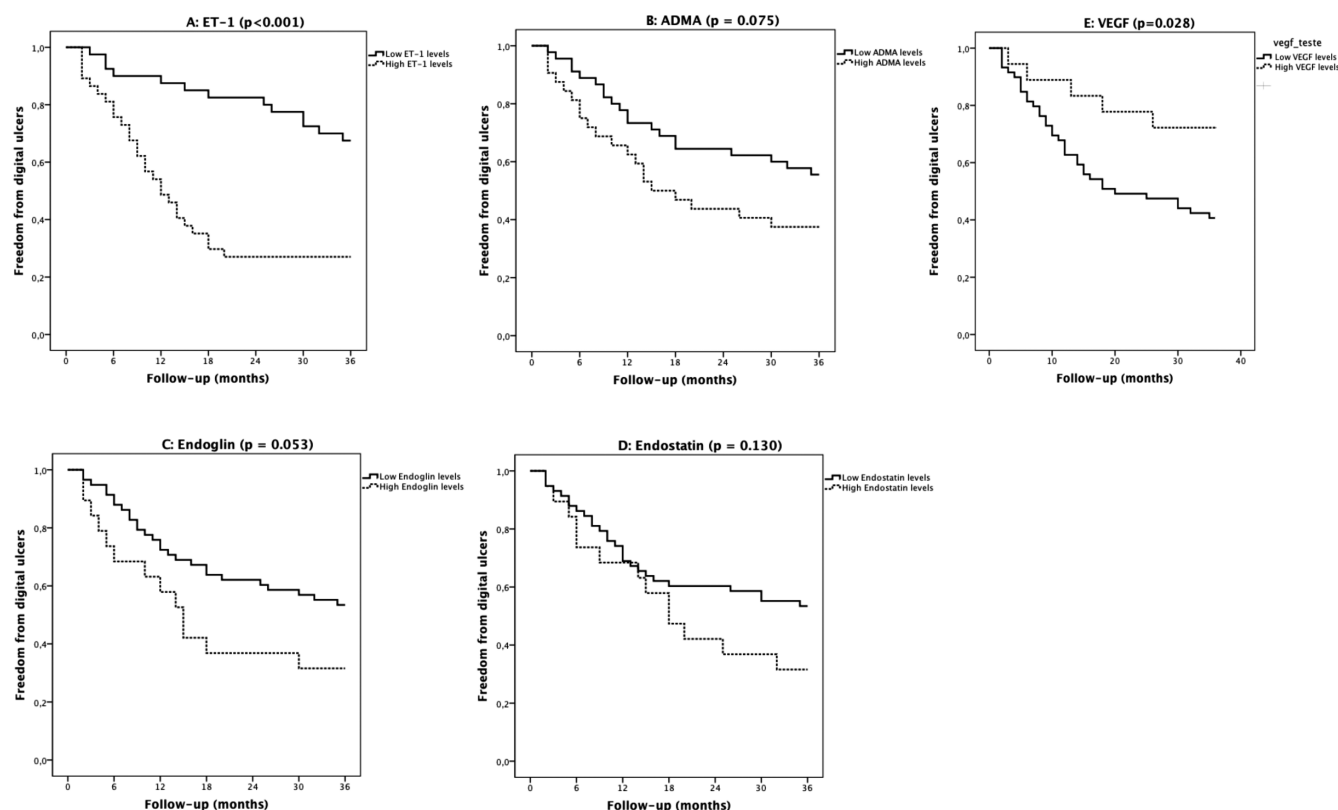 A: ET-1 (p<0.001)
Low ET-1 levels
High ET-1 levels
Freedom from digital ulcers
1,0
0,8
0,6
0,4
0,2
0,0
0 6 12 18 24 30 36
Follow-up (months)
B: ADMA (p = 0.075)
Low ADMA levels
High ADMA levels
Freedom from digital ulcers
1,0
0,8
0,6
0,4
0,2
0,0
0 6 12 18 24 30 36
Follow-up (months)
E: VEGF (p=0.028)
vegf_teste
Low VEGF levels
High VEGF levels
Freedom from digital ulcers
1,0
0,8
0,6
0,4
0,2
0,0
0 10 20 30 40
Follow-up (months)
C: Endoglin (p = 0.053)
Low Endoglin levels
High Endoglin levels
Freedom from digital ulcers
1,0
0,8
0,6
0,4
0,2
0,0
0 6 12 18 24 30 36
Follow-up (months)
D: Endostatin (p = 0.130)
Low Endostatin levels
High Endostatin levels
Freedom from digital ulcers
1,0
0,8
0,6
0,4
0,2
0,0
0 6 12 18 24 30 36
Follow-up (months)